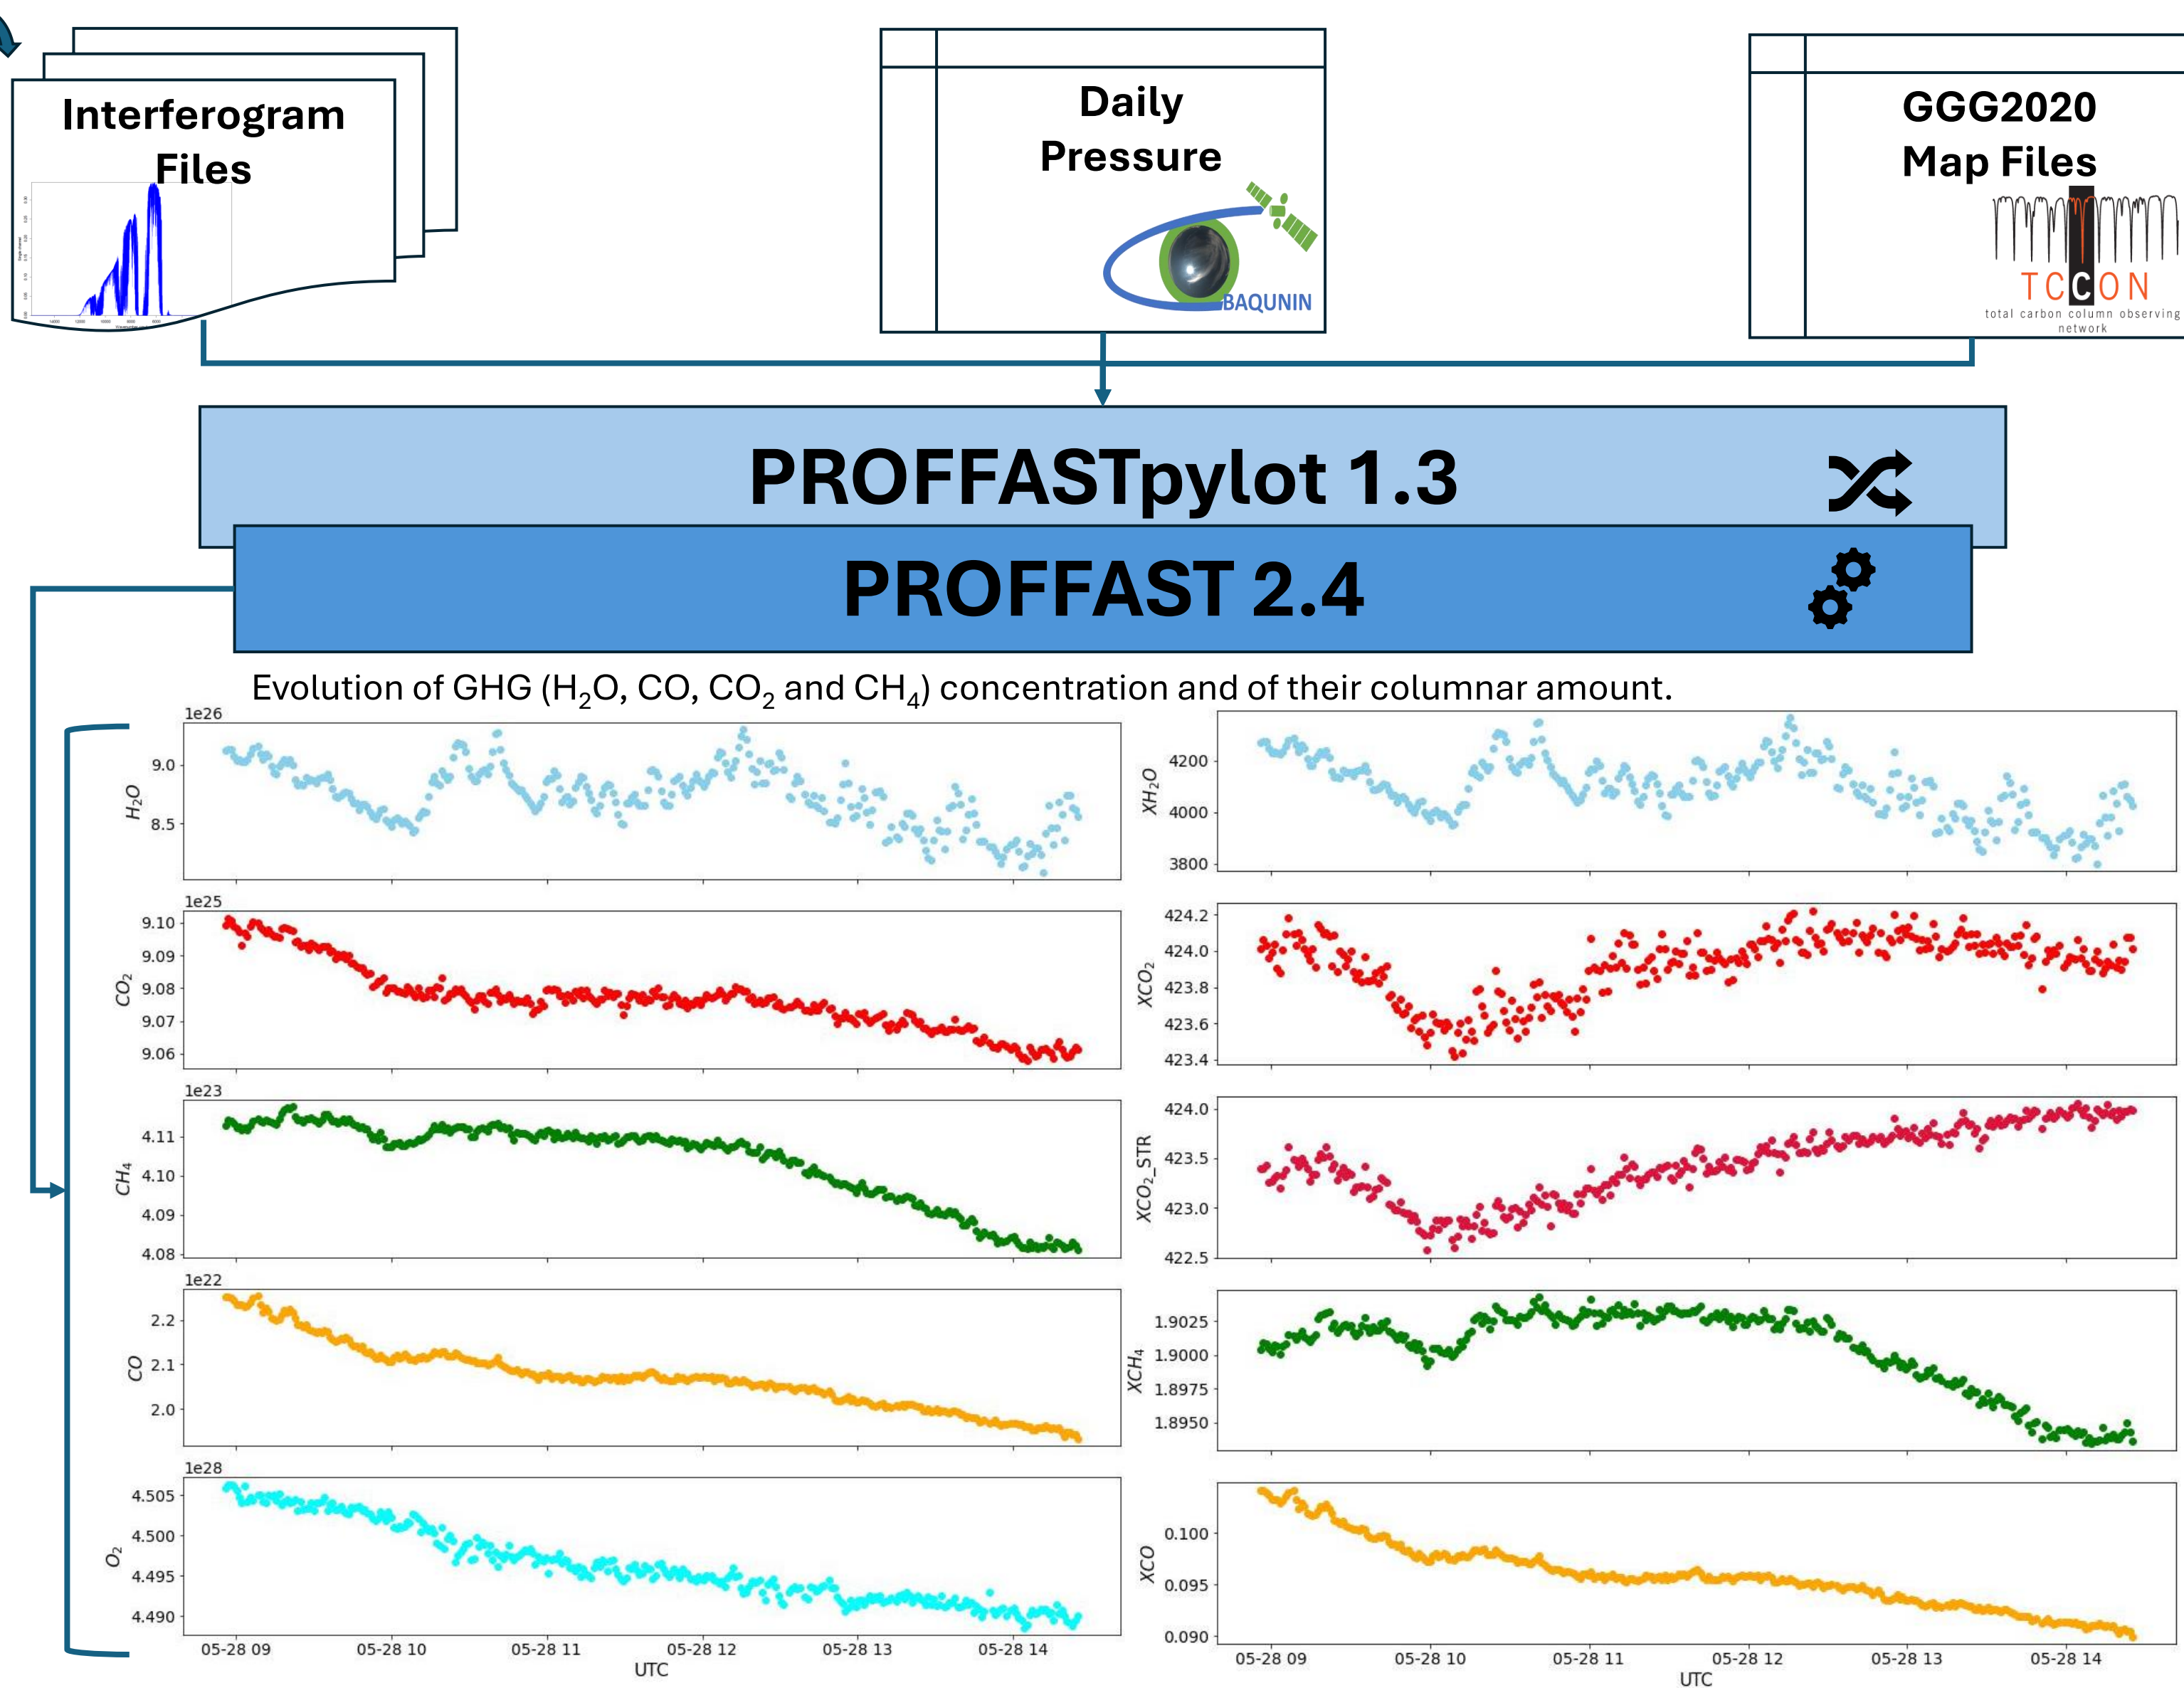 Interferogram
Files
Daily
Pressure
BAQUNIN
GGG2020
Map Files
TCCON
total carbon column observing
network
PROFFASTpylot 1.3
PROFFAST 2.4
Evolution of GHG (H₂O, CO, CO₂ and CH₄) concentration and of their columnar amount.
1e26
H₂O
9.0
8.5
1e25
CO₂
9.10
9.09
9.08
9.07
9.06
1e23
CH₄
4.11
4.10
4.09
4.08
1e22
CO
2.2
2.1
2.0
1e28
O₂
4.505
4.500
4.495
4.490
05-28 09 05-28 10 05-28 11 05-28 12 05-28 13 05-28 14
UTC
XH₂O
4200
4000
3800
XCO₂
424.2
424.0
423.8
423.6
423.4
XCO₂_STR
424.0
423.5
423.0
422.5
XCH₄
1.9025
1.9000
1.8975
1.8950
XCO
0.100
0.095
0.090
05-28 09 05-28 10 05-28 11 05-28 12 05-28 13 05-28 14
UTC